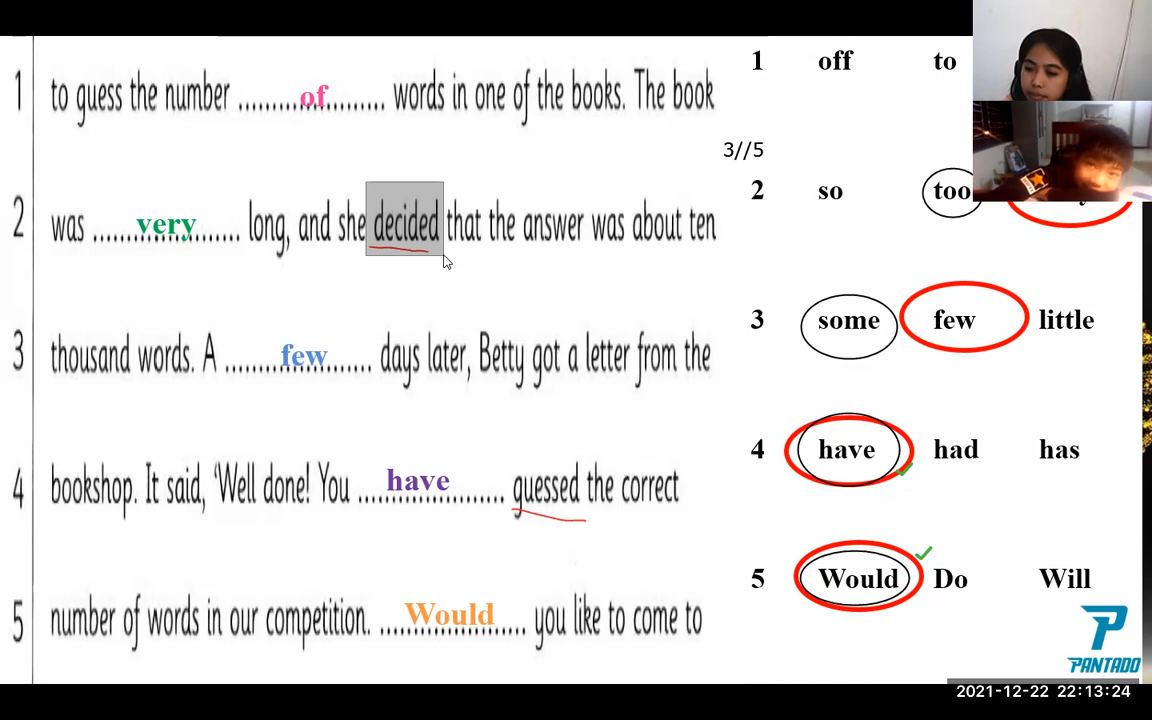 1 to guess the number ............ of ............ words in one of the books. The book
2 was ............ very ............ long, and she decided that the answer was about ten
3 thousand words. A ............ few ............ days later, Betty got a letter from the
4 bookshop. It said, 'Well done! You ............ have ............ guessed the correct
5 number of words in our competition. ............ Would ............ you like to come to
1 off to
3//5
2 so too
3 some few little
4 have had has
5 Would Do Will
PANTADO
2021-12-22 22:13:24